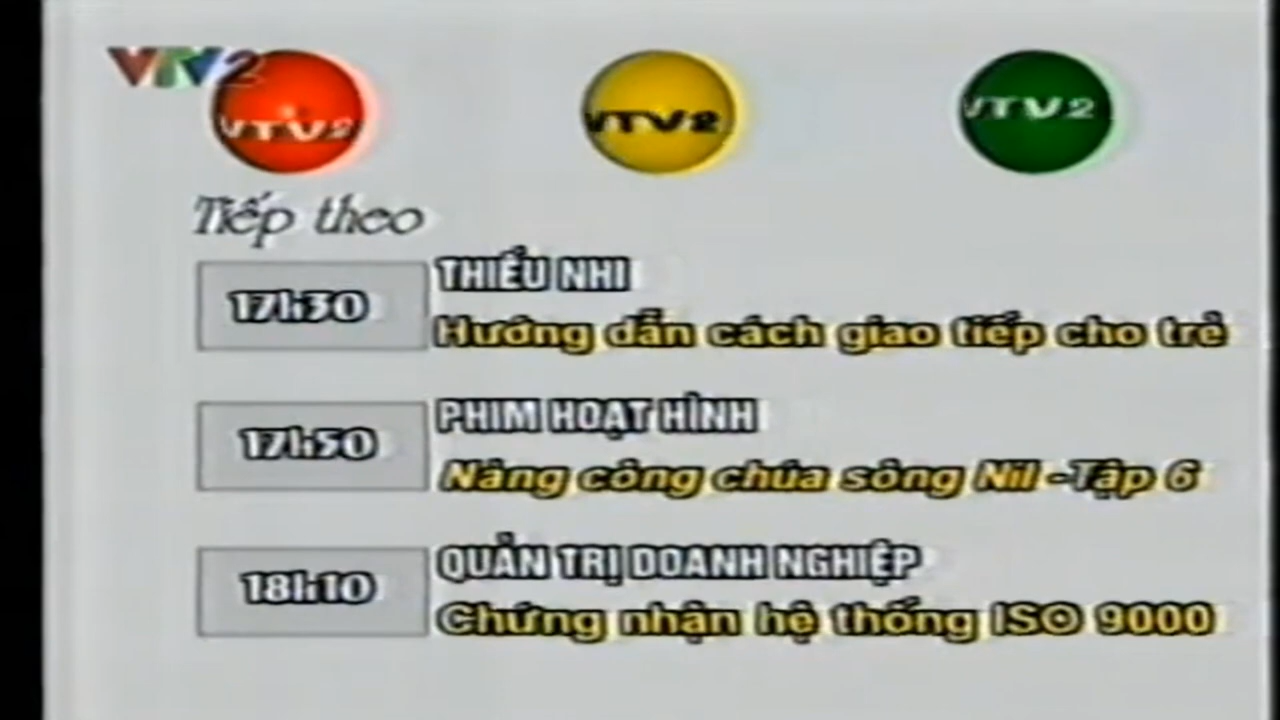 VTV2
VTV2 VTV2 VTV2
Tiếp theo
17h30
THIẾU NHI
Hướng dẫn cách giao tiếp cho trẻ
17h50
PHIM HOẠT HÌNH
Nàng công chúa sông Nil - Tập 6
18h10
QUẢN TRỊ DOANH NGHIỆP
Chứng nhận hệ thống ISO 9000